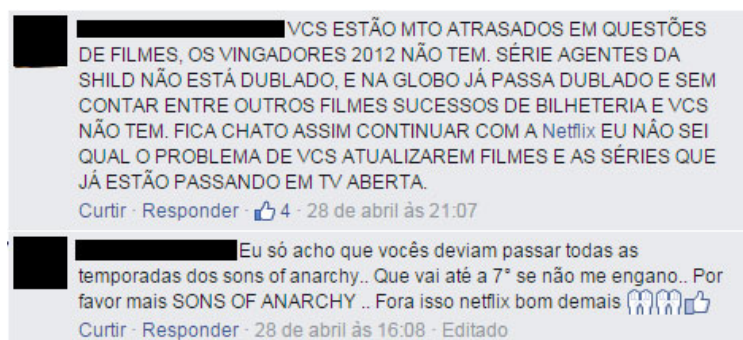 VCS ESTÃO MTO ATRASADOS EM QUESTÕES
DE FILMES, OS VINGADORES 2012 NÃO TEM. SÉRIE AGENTES DA
SHILD NÃO ESTÁ DUBLADO, E NA GLOBO JÁ PASSA DUBLADO E SEM
CONTAR ENTRE OUTROS FILMES SUCESSOS DE BILHETERIA E VCS
NÃO TEM. FICA CHATO ASSIM CONTINUAR COM A Netflix EU NÂO SEI
QUAL O PROBLEMA DE VCS ATUALIZAREM FILMES E AS SÉRIES QUE
JÁ ESTÃO PASSANDO EM TV ABERTA.
Curtir · Responder · 4 · 28 de abril às 21:07
Eu só acho que vocês deviam passar todas as
temporadas dos sons of anarchy.. Que vai até a 7° se não me engano.. Por
favor mais SONS OF ANARCHY .. Fora isso netflix bom demais
Curtir · Responder · 28 de abril às 16:08 · Editado